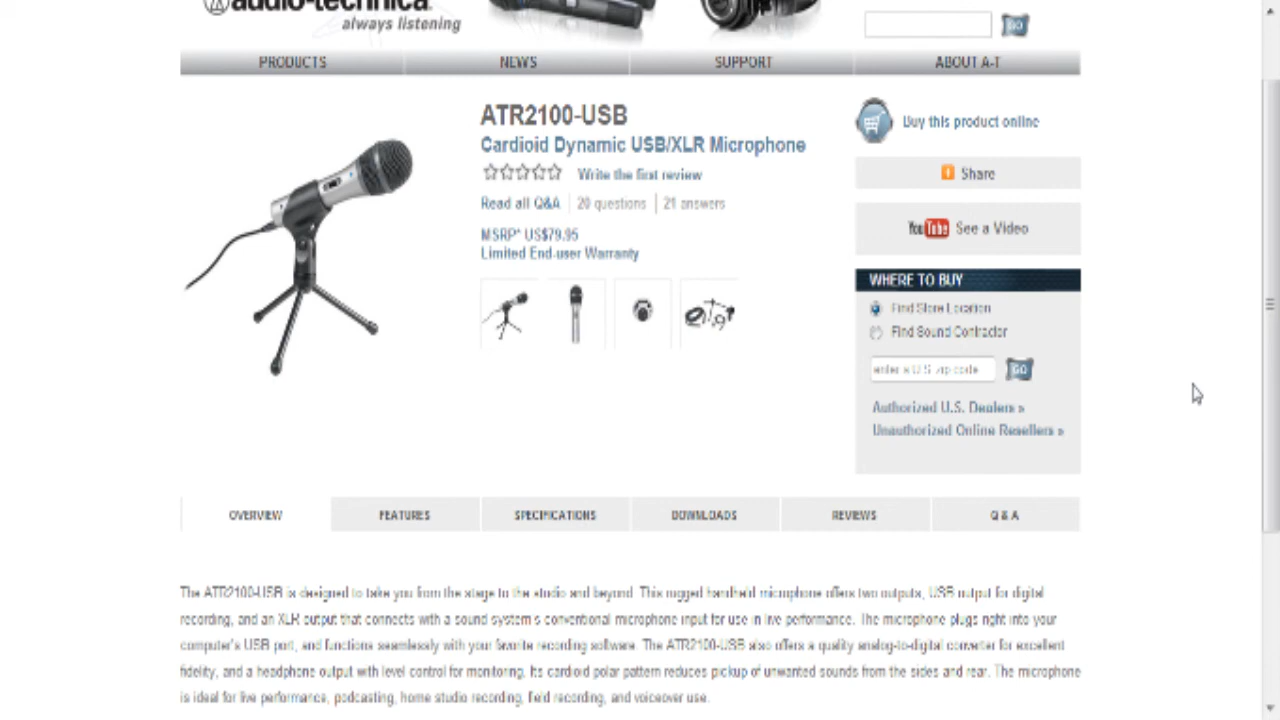 audio-technica
always listening
GO
PRODUCTS
NEWS
SUPPORT
ABOUT A-T
ATR2100-USB
Cardioid Dynamic USB/XLR Microphone
Write the first review
Read all Q&A
20 questions
21 answers
MSRP* US$79.95
Limited End-user Warranty
Buy this product online
Share
YouTube See a Video
WHERE TO BUY
Find Store Location
Find Sound Contractor
enter a U.S. zip code
GO
Authorized U.S. Dealers »
Unauthorized Online Resellers »
OVERVIEW
FEATURES
SPECIFICATIONS
DOWNLOADS
REVIEWS
Q & A
The ATR2100-USB is designed to take you from the stage to the studio and beyond. This rugged handheld microphone offers two outputs, USB output for digital
recording, and an XLR output that connects with a sound system's conventional microphone input for use in live performance. The microphone plugs right into your
computer's USB port, and functions seamlessly with your favorite recording software. The ATR2100-USB also offers a quality analog-to-digital converter for excellent
fidelity, and a headphone output with level control for monitoring. Its cardioid polar pattern reduces pickup of unwanted sounds from the sides and rear. The microphone
is ideal for live performance, podcasting, home studio recording, field recording, and voiceover use.